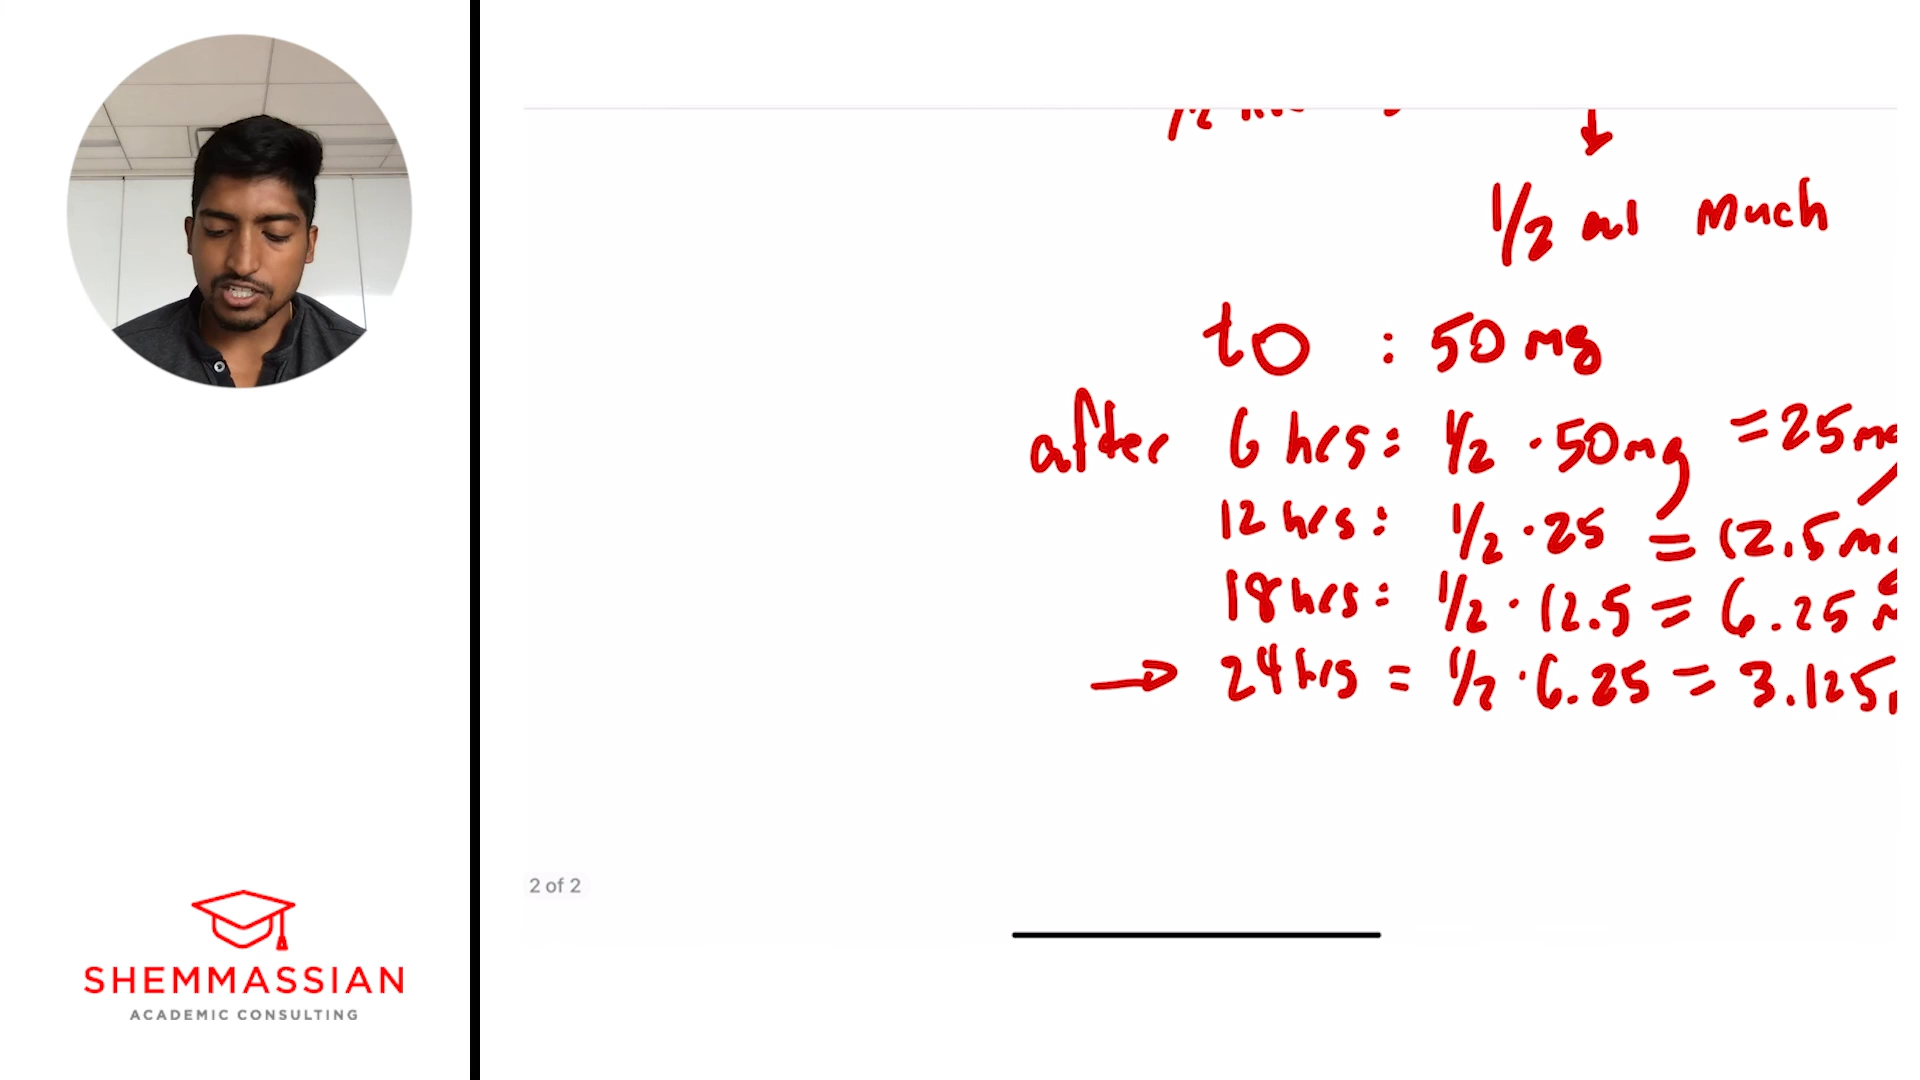 1/2 as much
t0 : 50 mg
after 6 hrs: 1/2 · 50mg = 25 mg
12 hrs: 1/2 · 25 = 12.5 mg
18 hrs: 1/2 · 12.5 = 6.25 m
→ 24 hrs = 1/2 · 6.25 = 3.125
2 of 2
SHEMMASSIAN
ACADEMIC CONSULTING